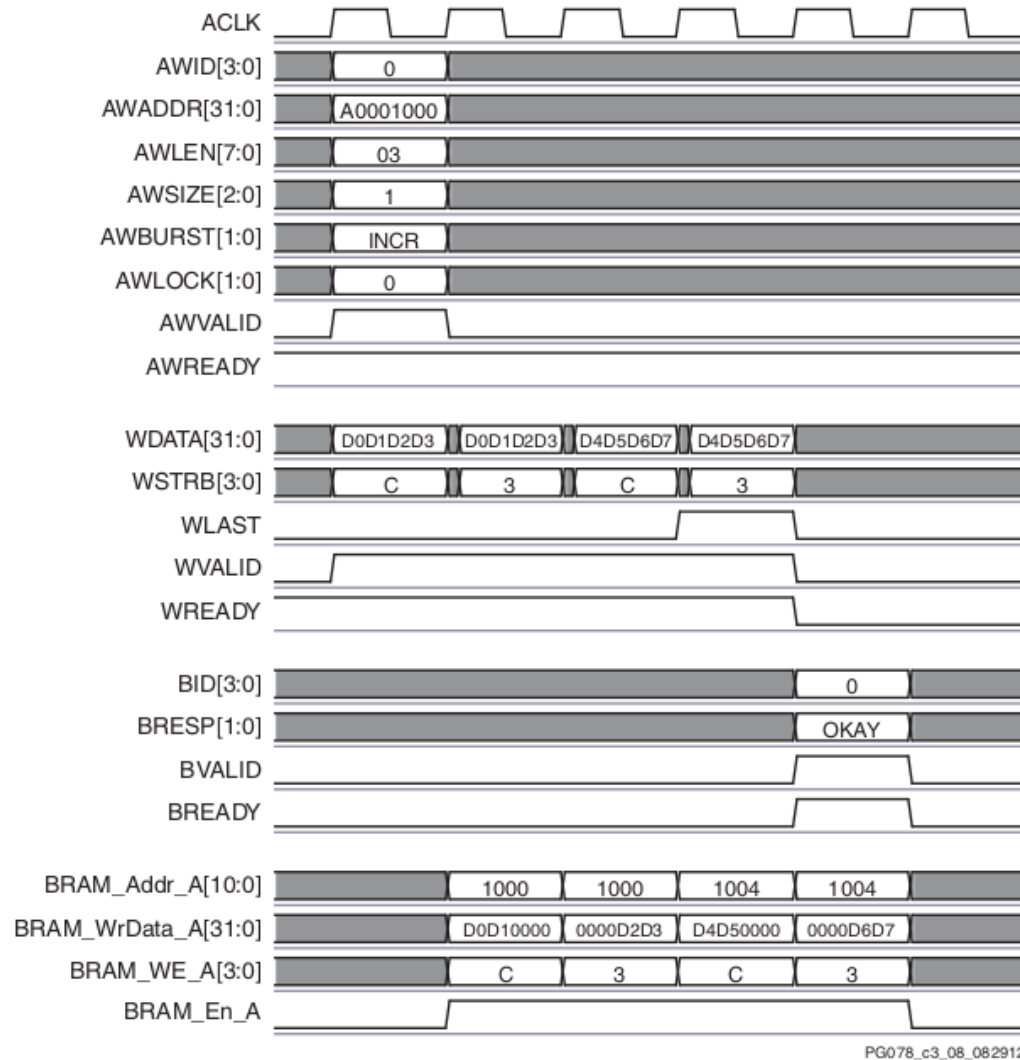 ACLK
AWID[3:0] 0
AWADDR[31:0] A0001000
AWLEN[7:0] 03
AWSIZE[2:0] 1
AWBURST[1:0] INCR
AWLOCK[1:0] 0
AWVALID
AWREADY
WDATA[31:0] D0D1D2D3 D0D1D2D3 D4D5D6D7 D4D5D6D7
WSTRB[3:0] C 3 C 3
WLAST
WVALID
WREADY
BID[3:0] 0
BRESP[1:0] OKAY
BVALID
BREADY
BRAM_Addr_A[10:0] 1000 1000 1004 1004
BRAM_WrData_A[31:0] D0D10000 0000D2D3 D4D50000 0000D6D7
BRAM_WE_A[3:0] C 3 C 3
BRAM_En_A
PG078_c3_08_082912